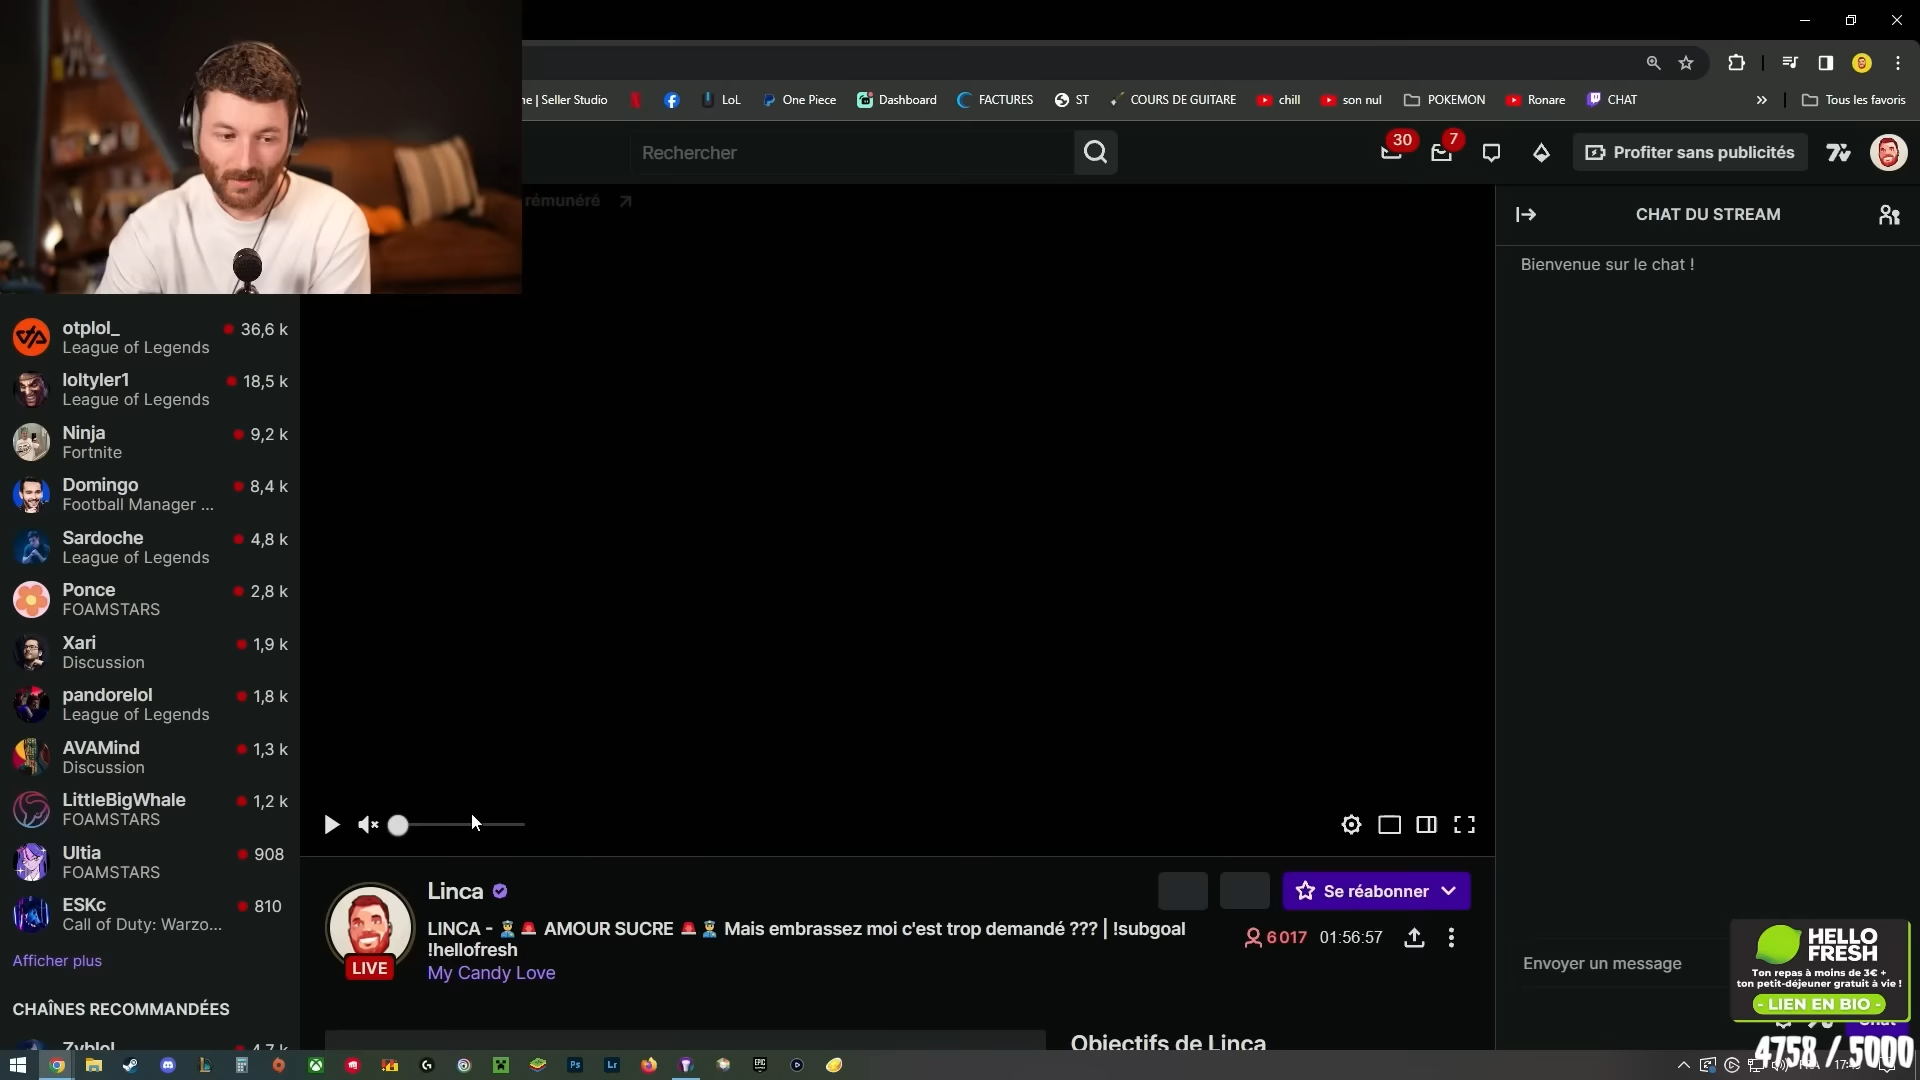 ne | Seller Studio
LoL
One Piece
Dashboard
FACTURES
ST
COURS DE GUITARE
chill
son nul
POKEMON
Ronare
CHAT
»
Tous les favoris
Rechercher
30
7
Profiter sans publicités
rémunéré
CHAT DU STREAM
Bienvenue sur le chat !
otplol_
36,6 k
League of Legends
loltyler1
18,5 k
League of Legends
Ninja
9,2 k
Fortnite
Domingo
8,4 k
Football Manager ...
Sardoche
4,8 k
League of Legends
Ponce
2,8 k
FOAMSTARS
Xari
1,9 k
Discussion
pandorelol
1,8 k
League of Legends
AVAMind
1,3 k
Discussion
LittleBigWhale
1,2 k
FOAMSTARS
Ultia
908
FOAMSTARS
ESKc
810
Call of Duty: Warzo...
Afficher plus
CHAÎNES RECOMMANDÉES
Zyblol
4,7 k
LIVE
Linca
LINCA - 👮🚨 AMOUR SUCRE 🚨👮 Mais embrassez moi c'est trop demandé ??? | !subgoal
!hellofresh
My Candy Love
Se réabonner
6 017
01:56:57
Objectifs de Linca
Envoyer un message
HELLO
FRESH
Ton repas à moins de 3€ +
ton petit-déjeuner gratuit à vie !
- LIEN EN BIO -
Chat
4758 / 5000